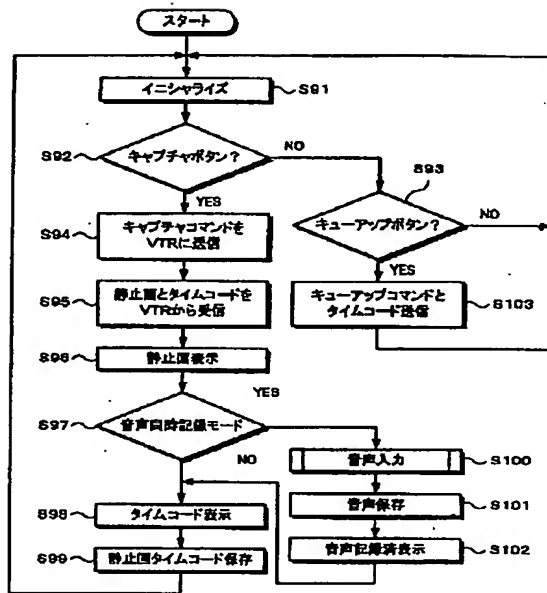 スタート
イニシャライズ
S91
S92
キャプチャボタン？
NO
YES
S93
キューアップボタン？
NO
YES
S94
キャプチャコマンドを
VTRに送信
S95
静止画とタイムコードを
VTRから受信
キューアップコマンドと
タイムコード送信
S103
S96
静止画表示
YES
S97
音声同時記録モード
NO
音声入力
S100
S98
タイムコード表示
音声保存
S101
S99
静止画タイムコード保存
音声記録済表示
S102